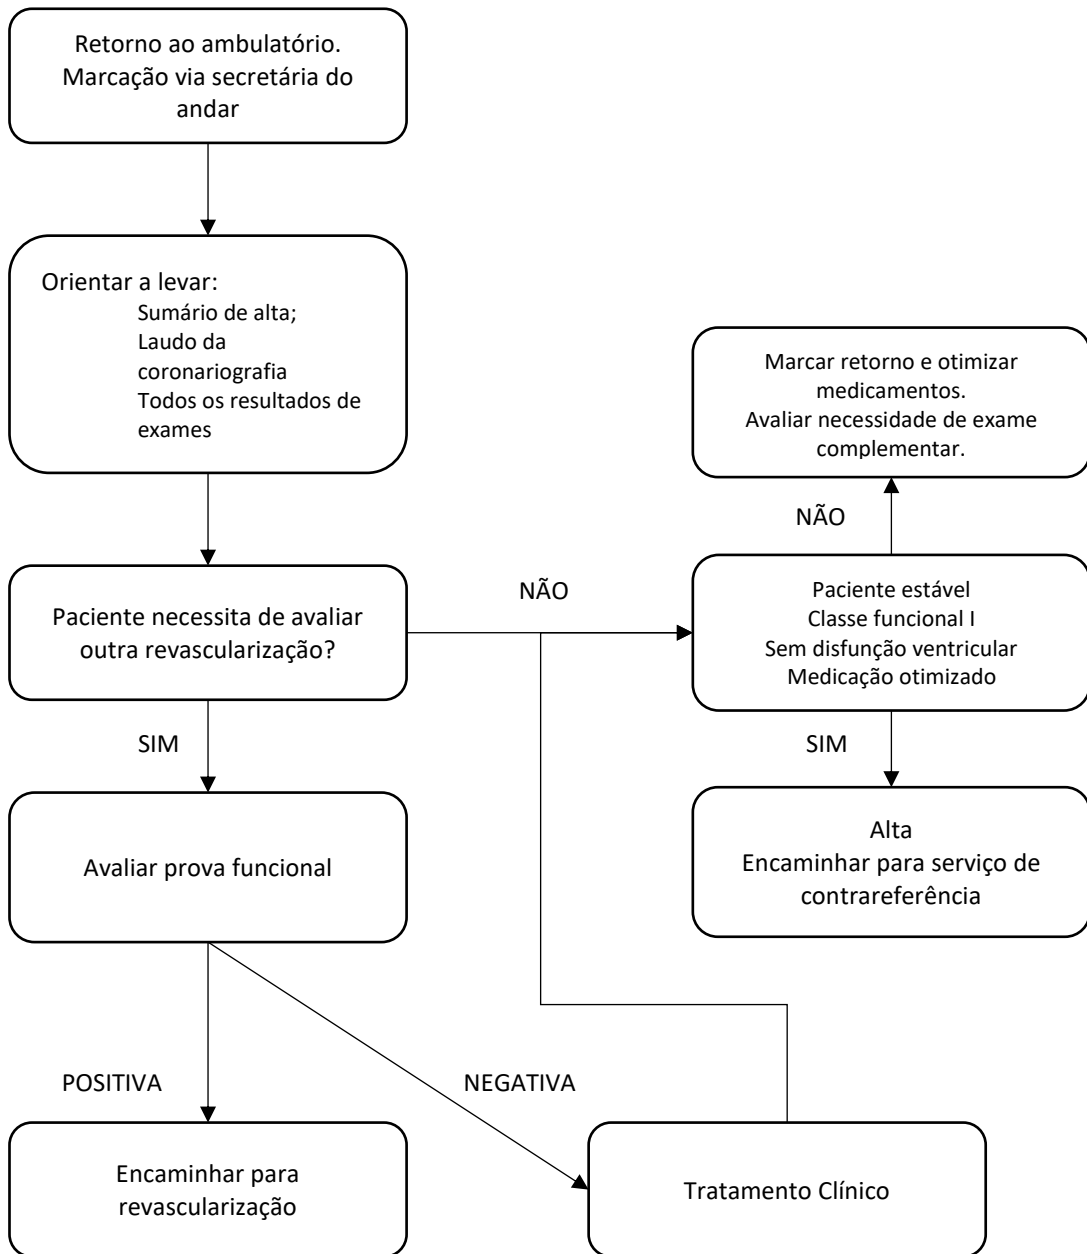 Retorno ao ambulatório.
Marcação via secretária do
andar
Orientar a levar:
Sumário de alta;
Laudo da
coronariografia
Todos os resultados de
exames
Marcar retorno e otimizar
medicamentos.
Avaliar necessidade de exame
complementar.
NÃO
Paciente necessita de avaliar
outra revascularização?
NÃO
Paciente estável
Classe funcional I
Sem disfunção ventricular
Medicação otimizado
SIM
SIM
Avaliar prova funcional
Alta
Encaminhar para serviço de
contrareferência
POSITIVA
NEGATIVA
Encaminhar para
revascularização
Tratamento Clínico